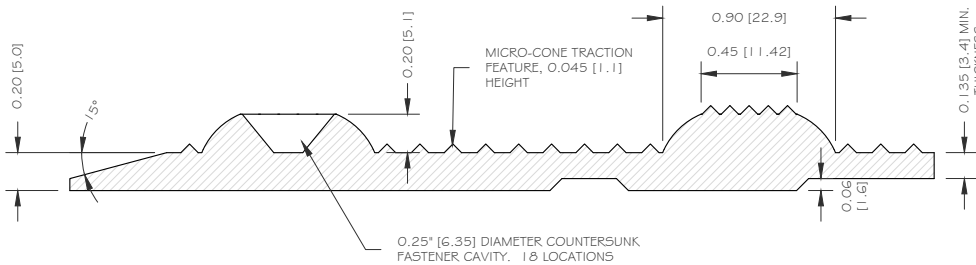 0.20 [5.0]
15°
0.20 [5.1]
MICRO-CONE TRACTION
FEATURE, 0.045 [1.1]
HEIGHT
0.90 [22.9]
0.45 [11.42]
0.135 [3.4] MIN.
0.06
[1.6]
0.25" [6.35] DIAMETER COUNTERSUNK
FASTENER CAVITY. 18 LOCATIONS